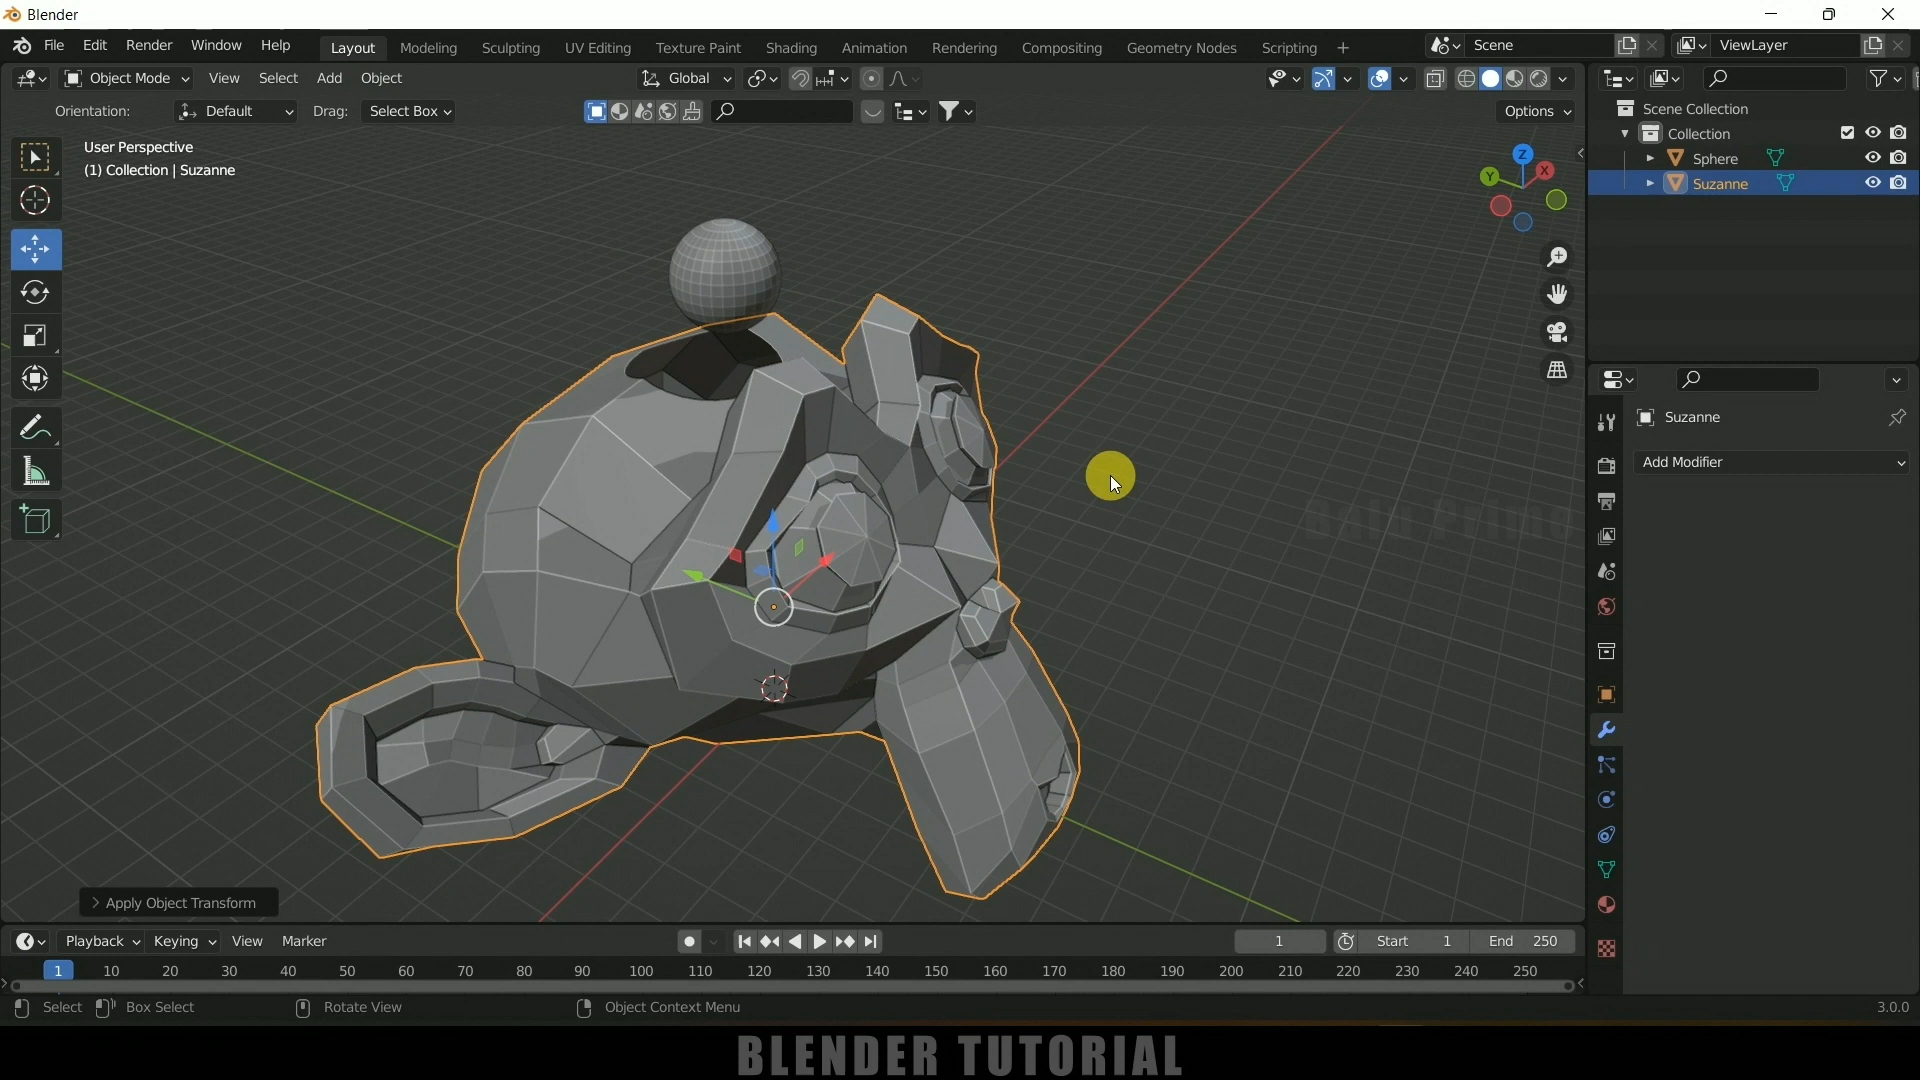 Blender
File Edit Render Window Help Layout Modeling Sculpting UV Editing Texture Paint Shading Animation Rendering Compositing Geometry Nodes Scripting + Scene ViewLayer
Object Mode View Select Add Object Global
Orientation: Default Drag: Select Box Options
User Perspective
(1) Collection | Suzanne
Z
X
Y
Scene Collection
Collection
Sphere
Suzanne
Suzanne
Add Modifier
Salu Primo
> Apply Object Transform
Playback Keying View Marker 1 Start 1 End 250
1 10 20 30 40 50 60 70 80 90 100 110 120 130 140 150 160 170 180 190 200 210 220 230 240 250
Select Box Select Rotate View Object Context Menu 3.0.0
BLENDER TUTORIAL